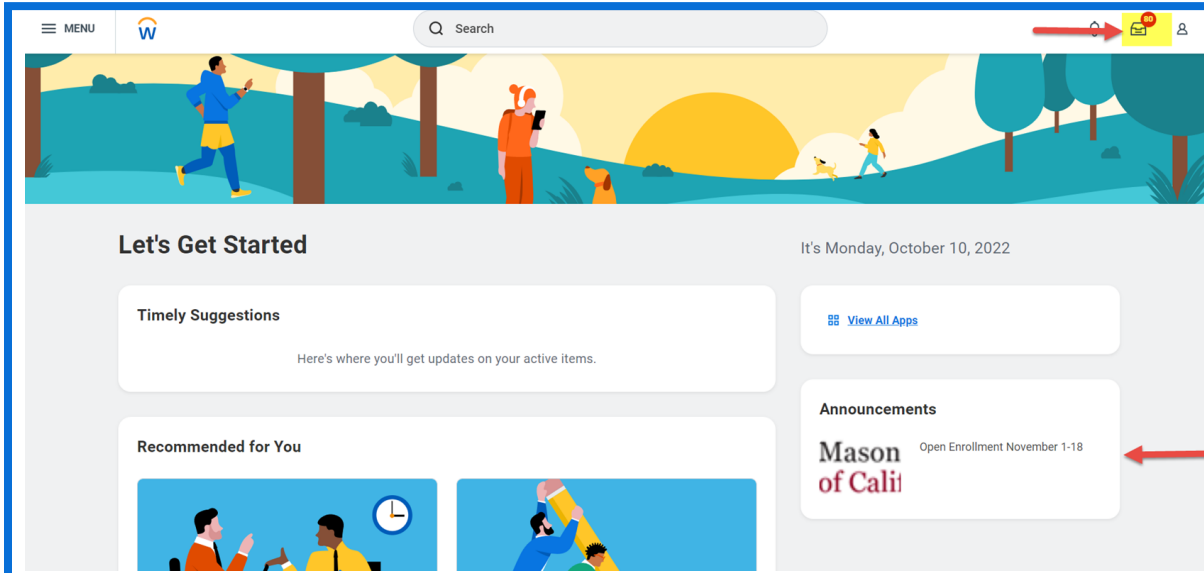 MENU
W
Search
80
Let's Get Started
It's Monday, October 10, 2022
Timely Suggestions
Here's where you'll get updates on your active items.
View All Apps
Announcements
Mason
of Calif
Open Enrollment November 1-18
Recommended for You